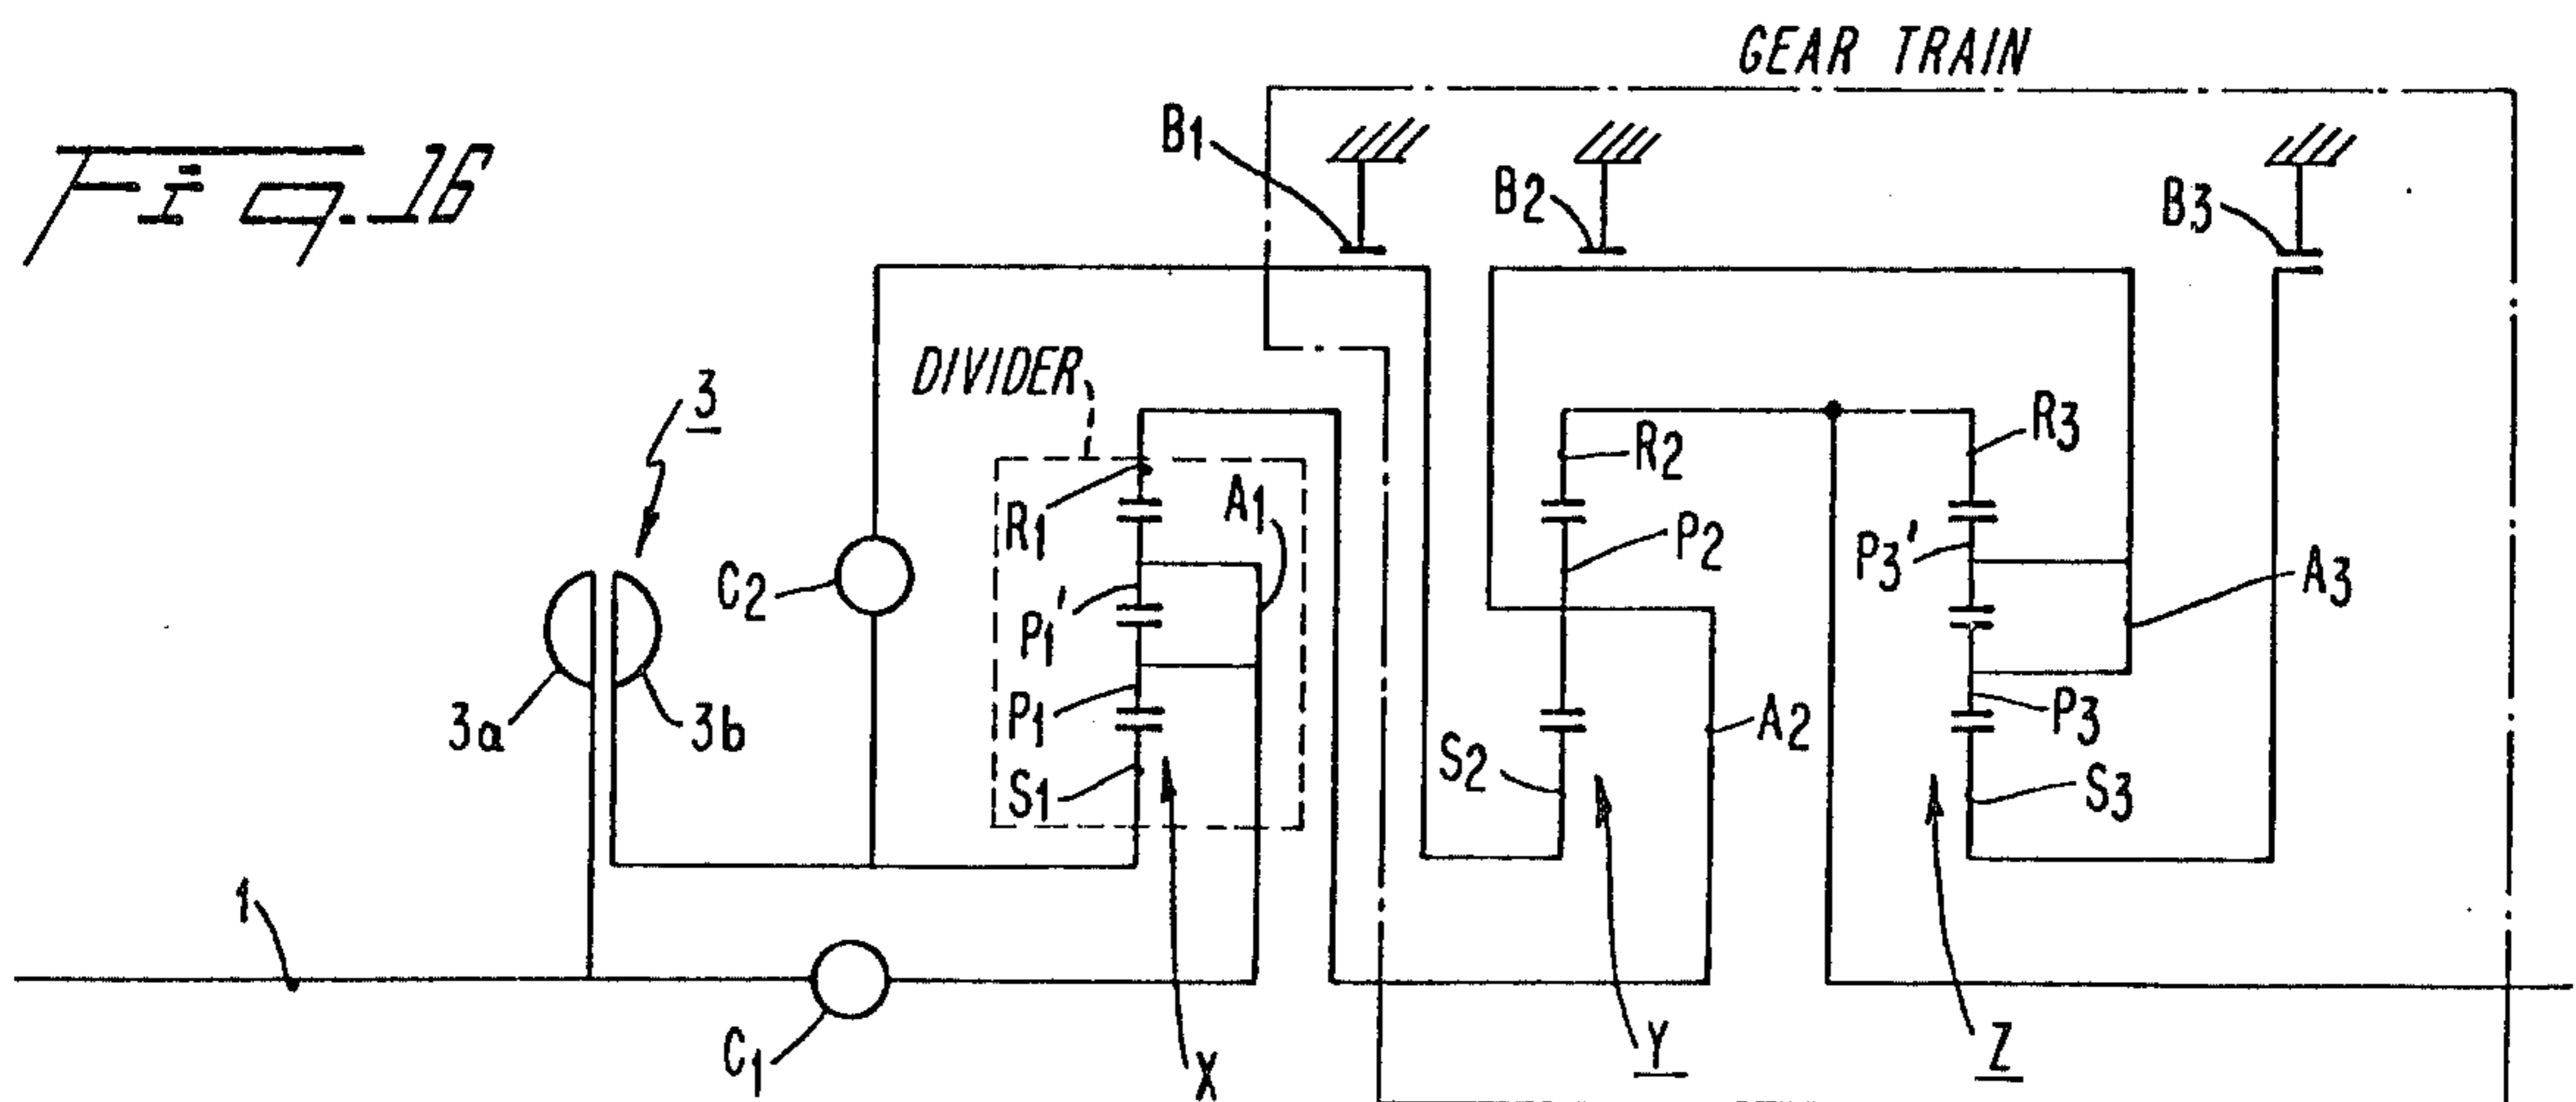 GEAR TRAIN
Fig. 16
B1
B2
B3
DIVIDER
3
R1
A1
R2
R3
C2
P2
P3'
A3
P1'
3a
3b
P1
S1
S2
A2
P3
S3
1
C1
X
Y
Z